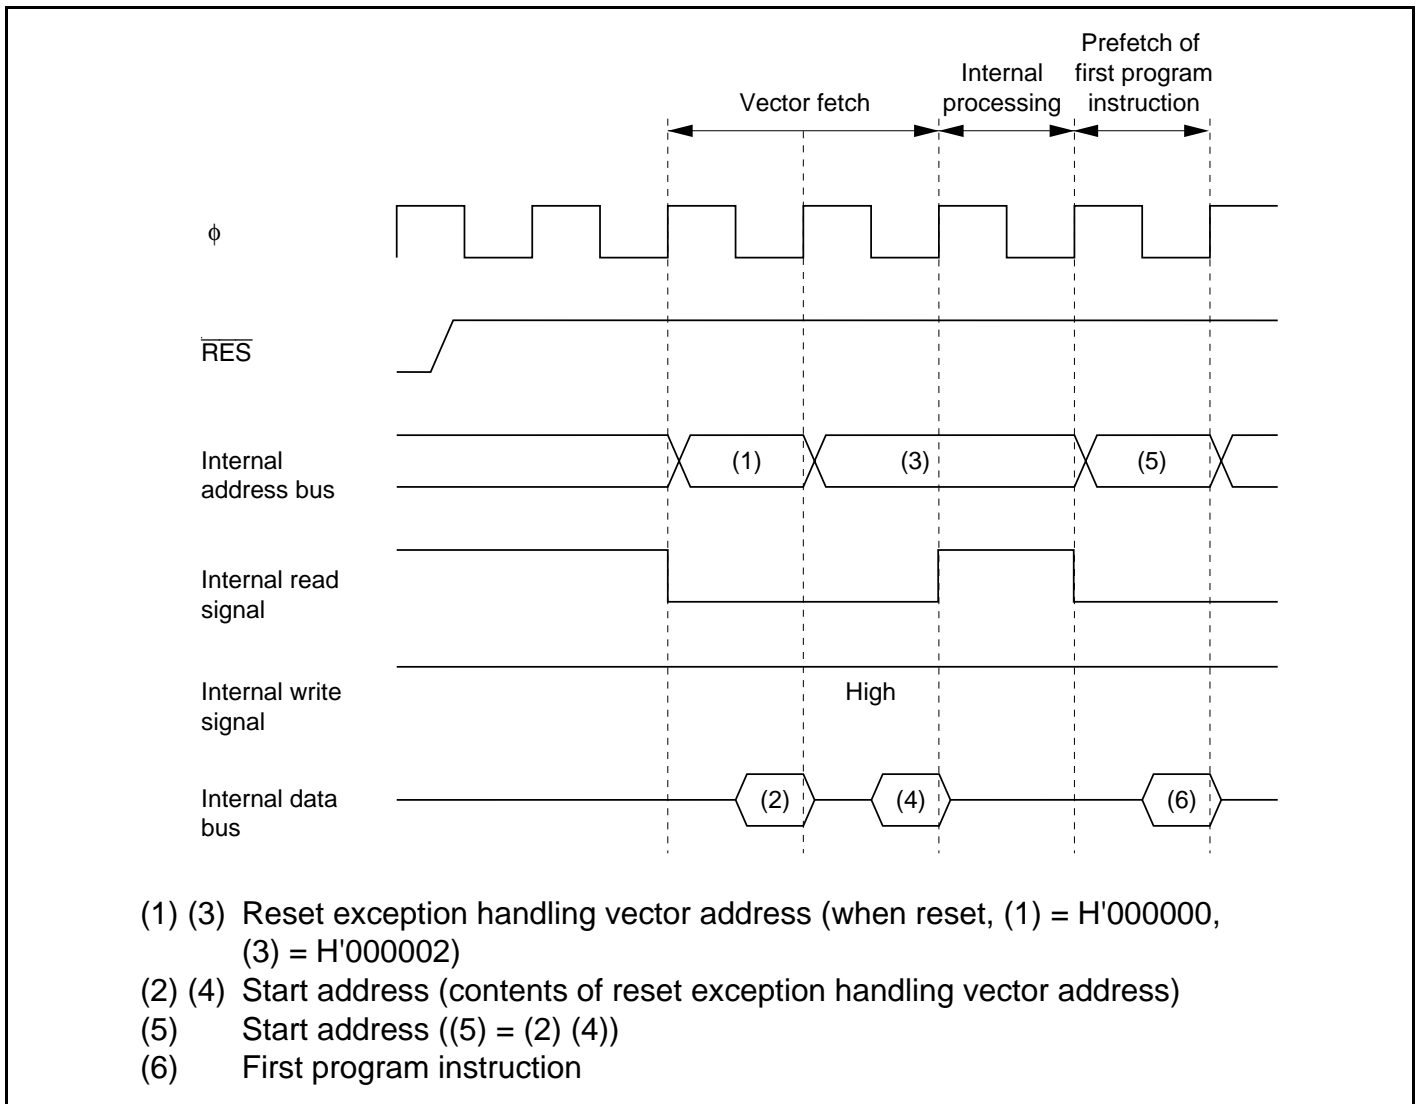 Prefetch of
Internal first program
Vector fetch processing instruction
φ
RES
Internal (1) (3) (5)
address bus
Internal read
signal
Internal write High
signal
Internal data (2) (4) (6)
bus
(1) (3) Reset exception handling vector address (when reset, (1) = H'000000,
(3) = H'000002)
(2) (4) Start address (contents of reset exception handling vector address)
(5) Start address ((5) = (2) (4))
(6) First program instruction